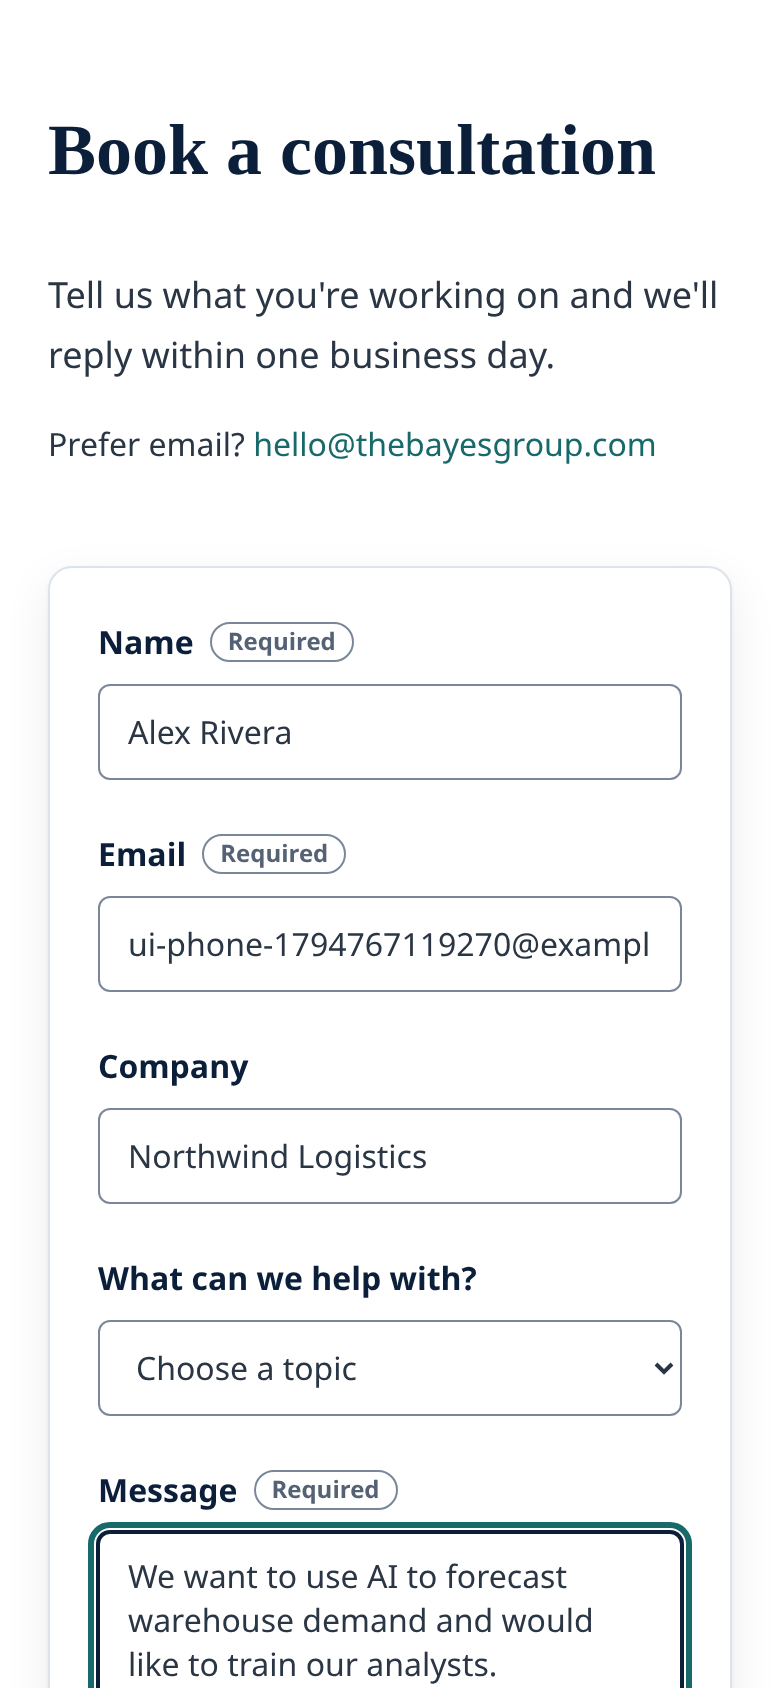 Book a consultation
Tell us what you're working on and we'll
reply within one business day.
Prefer email? hello@thebayesgroup.com
Name Required
Alex Rivera
Email Required
ui-phone-1794767119270@exampl
Company
Northwind Logistics
What can we help with?
Choose a topic
Message Required
We want to use AI to forecast
warehouse demand and would
like to train our analysts.